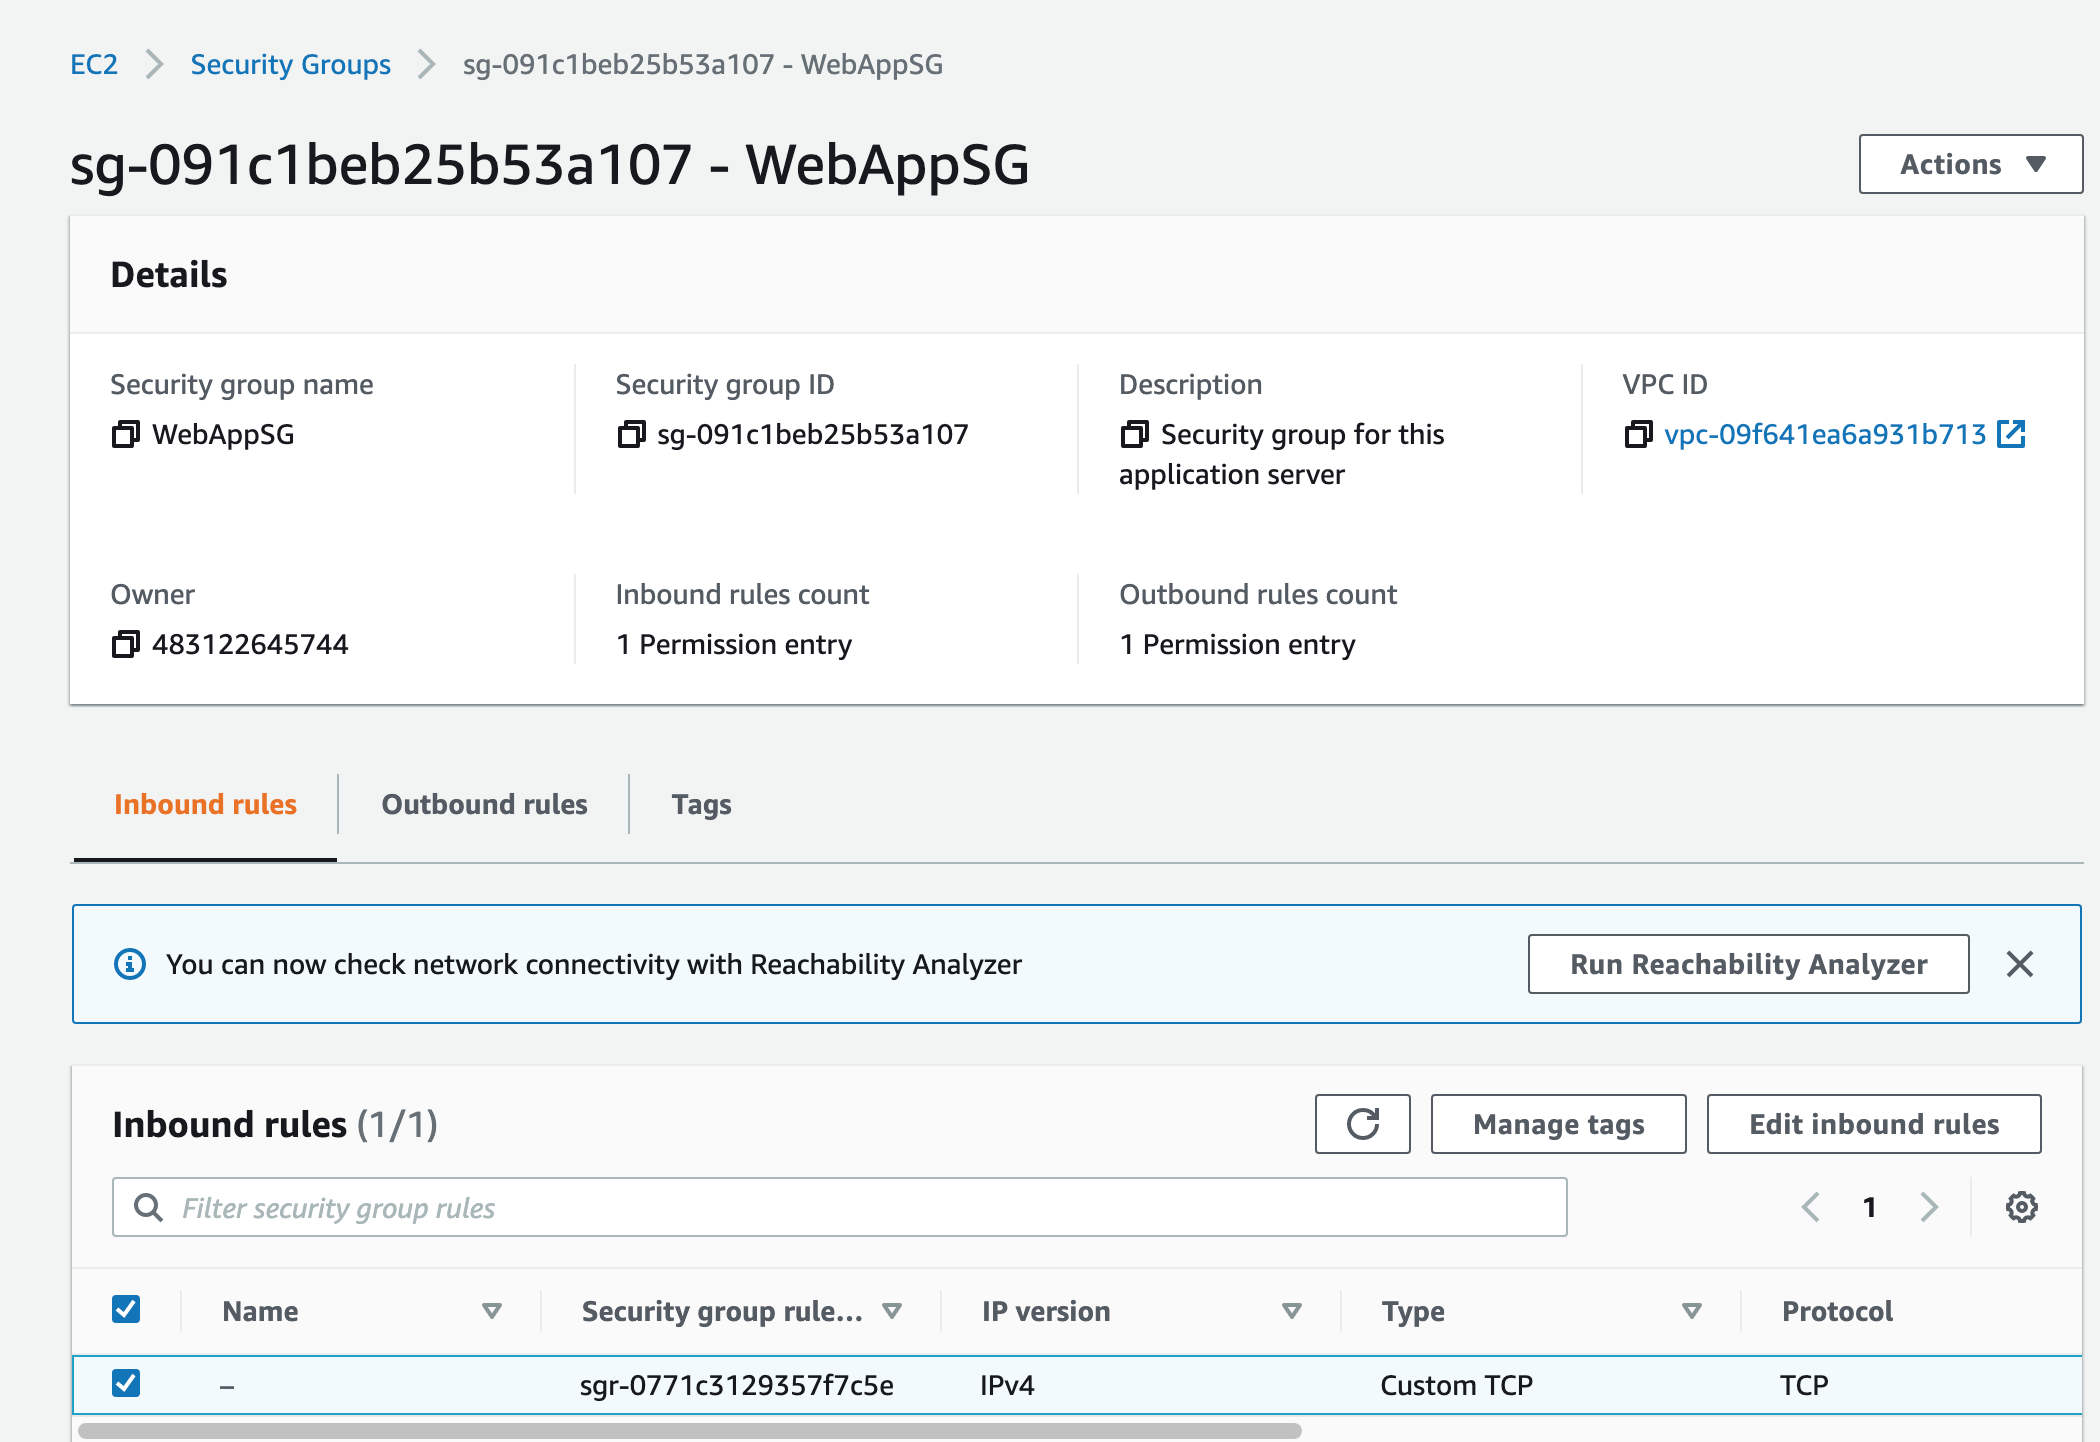 EC2 > Security Groups > sg-091c1beb25b53a107 - WebAppSG
sg-091c1beb25b53a107 - WebAppSG
Actions
Details
Security group name
WebAppSG
Security group ID
sg-091c1beb25b53a107
Description
Security group for this
application server
VPC ID
vpc-09f641ea6a931b713
Owner
483122645744
Inbound rules count
1 Permission entry
Outbound rules count
1 Permission entry
Inbound rules
Outbound rules
Tags
You can now check network connectivity with Reachability Analyzer
Run Reachability Analyzer
Inbound rules (1/1)
Manage tags
Edit inbound rules
Filter security group rules
1
Name Security group rule... IP version Type Protocol
– sgr-0771c3129357f7c5e IPv4 Custom TCP TCP